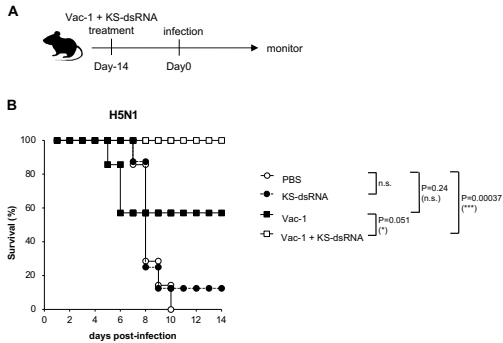 A
Vac-1 + KS-dsRNA
treatment
infection
monitor
Day-14
Day0
B
H5N1
100
80
60
40
20
0
Survival (%)
0 2 4 6 8 10 12 14
days post-infection
PBS
KS-dsRNA
Vac-1
Vac-1 + KS-dsRNA
n.s.
P=0.051
(*)
P=0.24
(n.s.)
P=0.00037
(***)